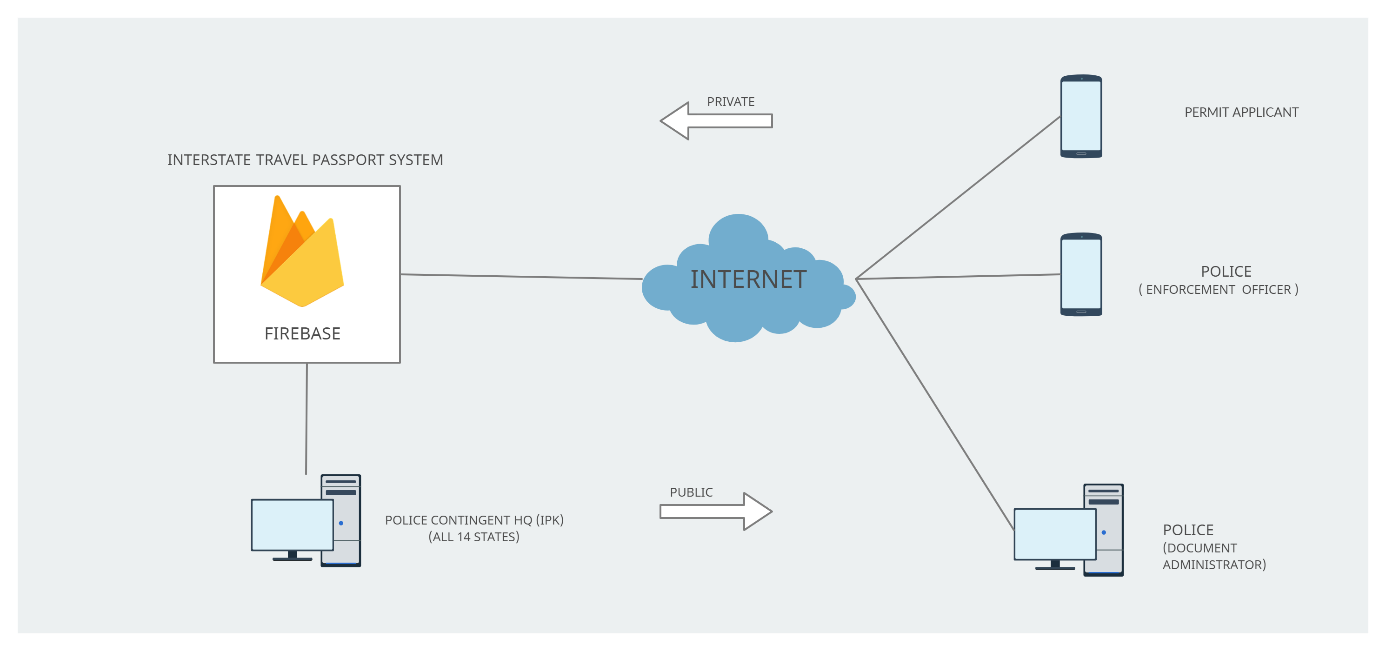 PRIVATE
PERMIT APPLICANT
INTERSTATE TRAVEL PASSPORT SYSTEM
FIREBASE
INTERNET
POLICE
( ENFORCEMENT OFFICER )
POLICE CONTINGENT HQ (IPK)
(ALL 14 STATES)
PUBLIC
POLICE
(DOCUMENT
ADMINISTRATOR)